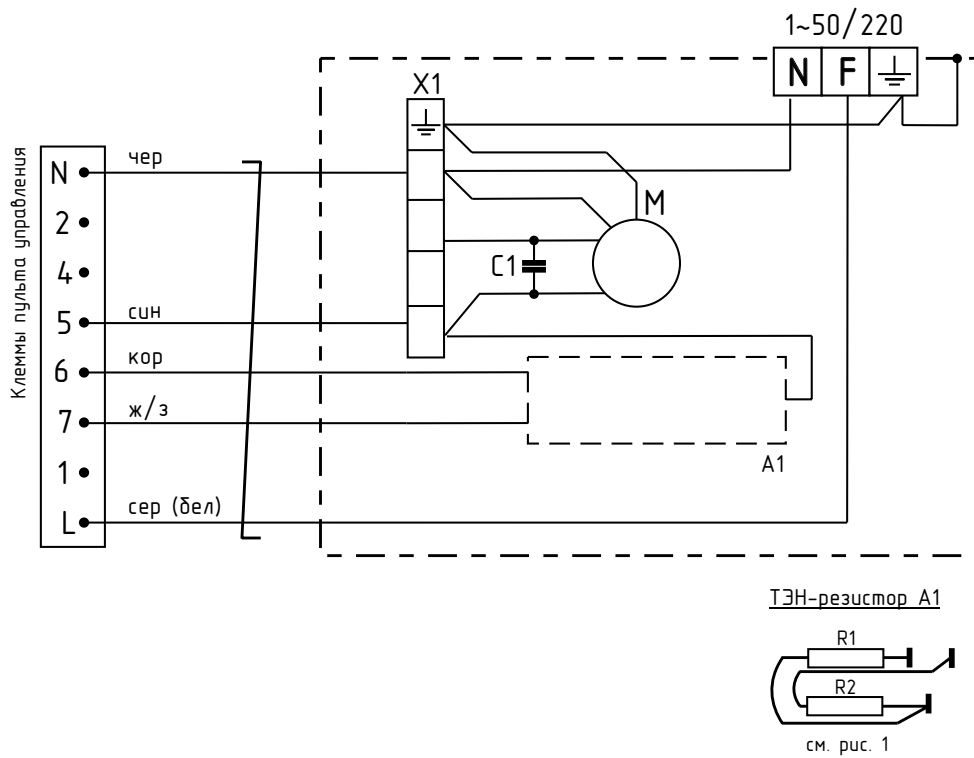 1~50/220
N F
X1
Клеммы пульта управления
N
чер
2
4
5
син
6
кор
7
ж/з
1
L
сер (бел)
M
C1
A1
ТЭН-резистор А1
R1
R2
см. рис. 1